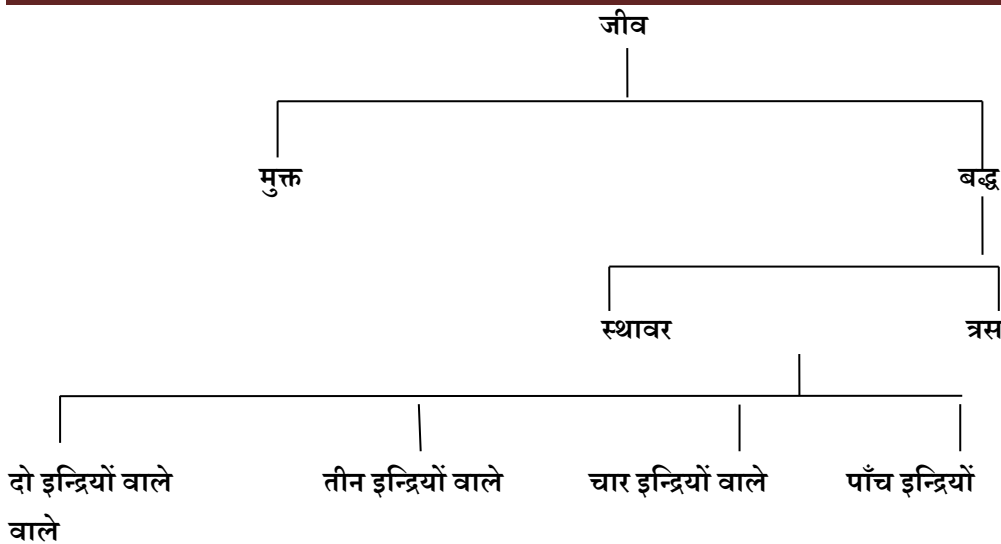 जीव
मुक्त बद्ध
स्थावर त्रस
दो इन्द्रियों वाले तीन इन्द्रियों वाले चार इन्द्रियों वाले पाँच इन्द्रियों
वाले